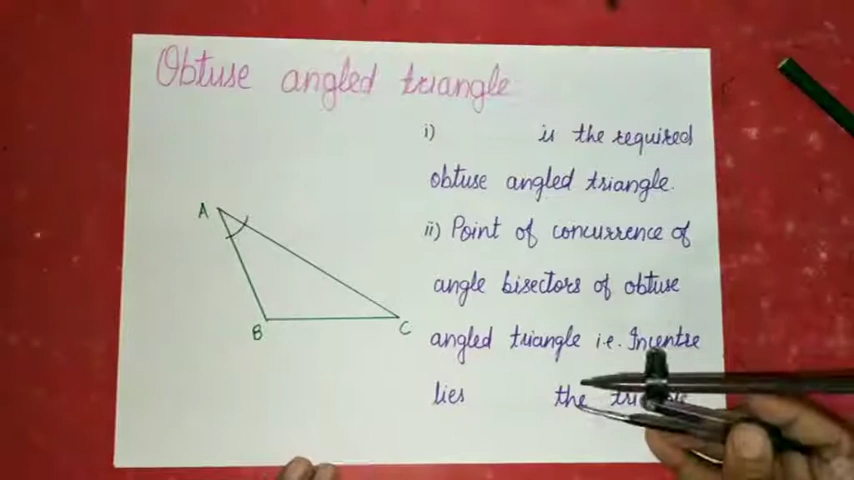 Obtuse angled triangle
i) is the required
obtuse angled triangle.
ii) Point of concurrence of
angle bisectors of obtuse
angled triangle i.e. Incentre
lies the
A
B
C